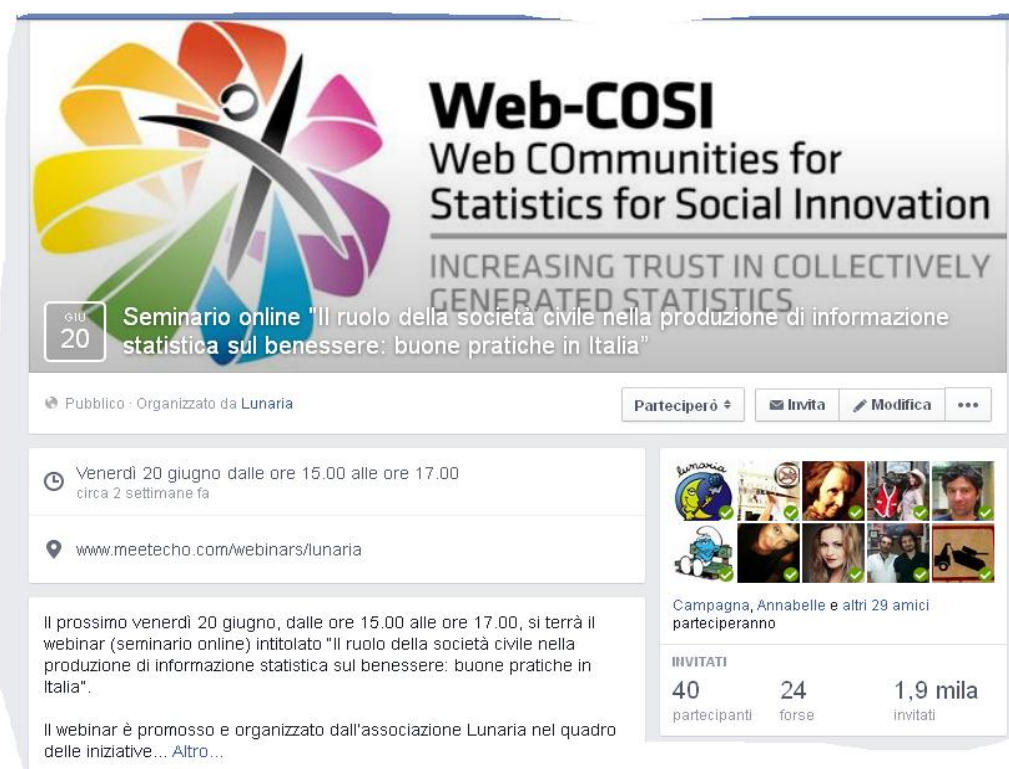 Web-COSI
Web COmmunities for
Statistics for Social Innovation
INCREASING TRUST IN COLLECTIVELY
GENERATED STATISTICS
GIU
20
Seminario online "Il ruolo della società civile nella produzione di informazione
statistica sul benessere: buone pratiche in Italia"
Pubblico · Organizzato da Lunaria
Parteciperò
Invita
Modifica
Venerdì 20 giugno dalle ore 15.00 alle ore 17.00
circa 2 settimane fa
www.meetecho.com/webinars/lunaria
Il prossimo venerdì 20 giugno, dalle ore 15.00 alle ore 17.00, si terrà il
webinar (seminario online) intitolato "Il ruolo della società civile nella
produzione di informazione statistica sul benessere: buone pratiche in
Italia".
Il webinar è promosso e organizzato dall'associazione Lunaria nel quadro
delle iniziative... Altro...
lunaria
Campagna, Annabelle e altri 29 amici
parteciperanno
INVITATI
40 24 1,9 mila
partecipanti forse invitati